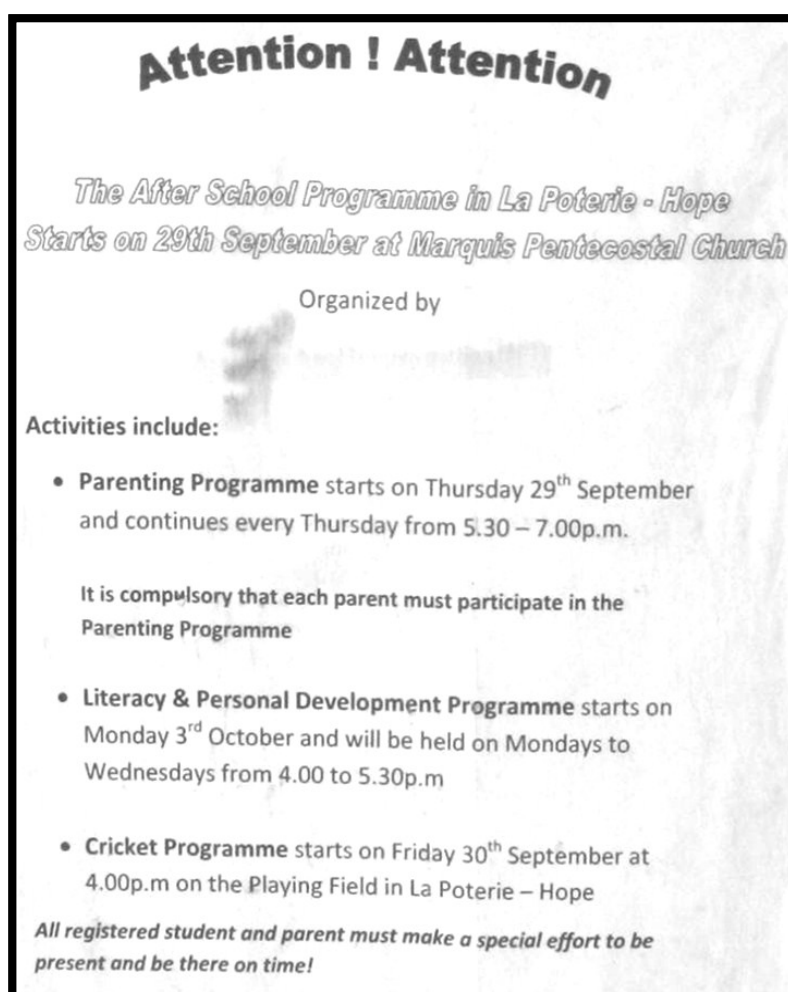 Attention ! Attention
The After School Programme in La Poterie - Hope
Starts on 29th September at Marquis Pentecostal Church
Organized by
Activities include:
• Parenting Programme starts on Thursday 29th September
and continues every Thursday from 5.30 – 7.00p.m.
It is compulsory that each parent must participate in the
Parenting Programme
• Literacy & Personal Development Programme starts on
Monday 3rd October and will be held on Mondays to
Wednesdays from 4.00 to 5.30p.m
• Cricket Programme starts on Friday 30th September at
4.00p.m on the Playing Field in La Poterie – Hope
All registered student and parent must make a special effort to be
present and be there on time!